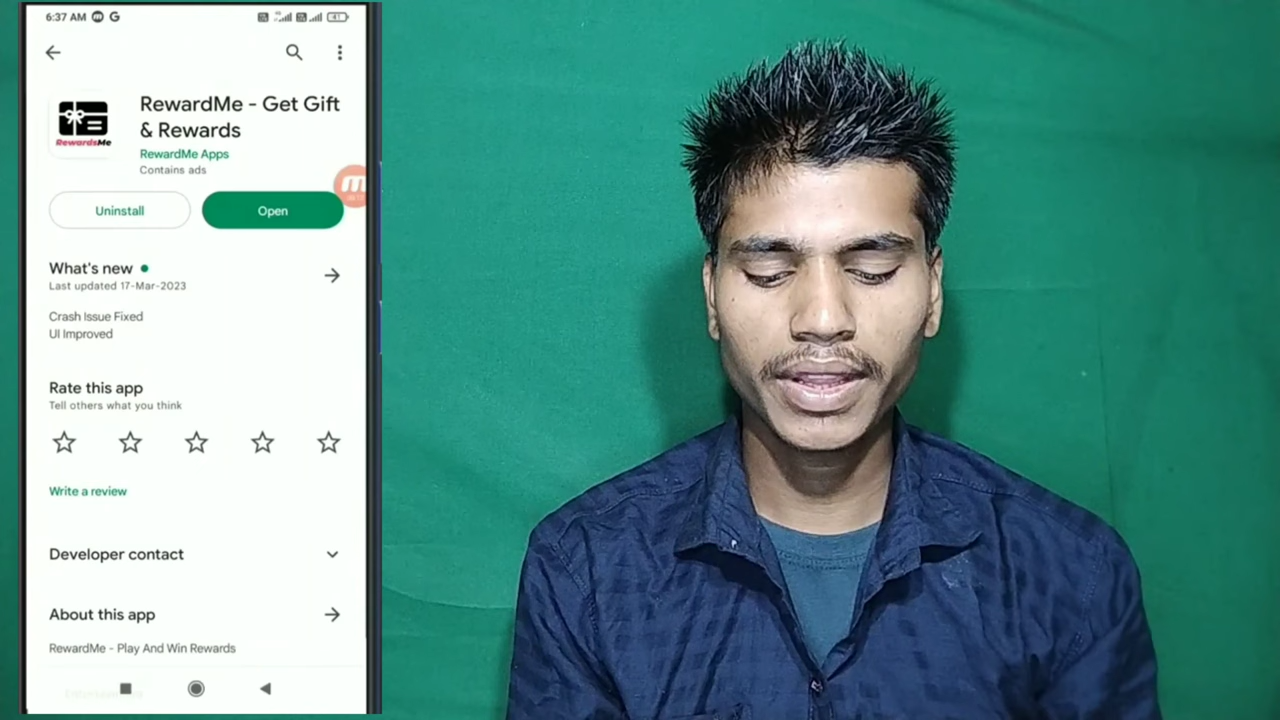 6:37 AM
RewardMe - Get Gift
& Rewards
RewardsMe
RewardMe Apps
Contains ads
Uninstall
Open
What's new
Last updated 17-Mar-2023
Crash Issue Fixed
UI Improved
Rate this app
Tell others what you think
Write a review
Developer contact
About this app
RewardMe - Play And Win Rewards